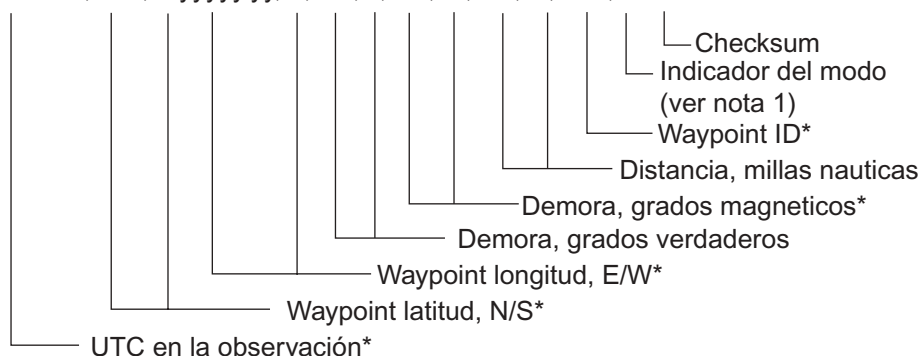 Checksum
Indicador del modo
(ver nota 1)
Waypoint ID*
Distancia, millas nauticas
Demora, grados magneticos*
Demora, grados verdaderos
Waypoint longitud, E/W*
Waypoint latitud, N/S*
UTC en la observación*